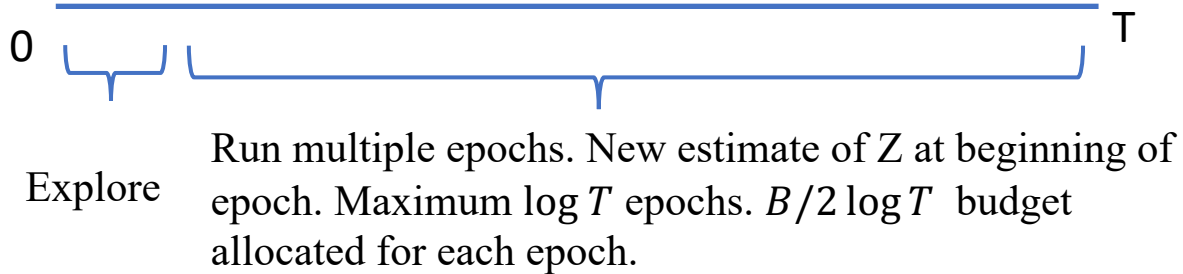 0
T
Explore
Run multiple epochs. New estimate of Z at beginning of
epoch. Maximum log T epochs. B/2 log T budget
allocated for each epoch.